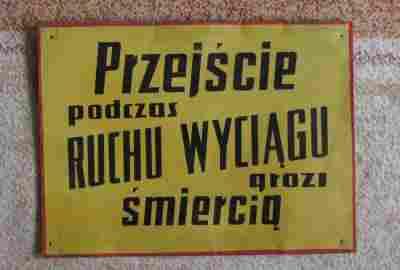 Przejście
podczas
RUCHU WYCIĄGU
grozi
śmiercią